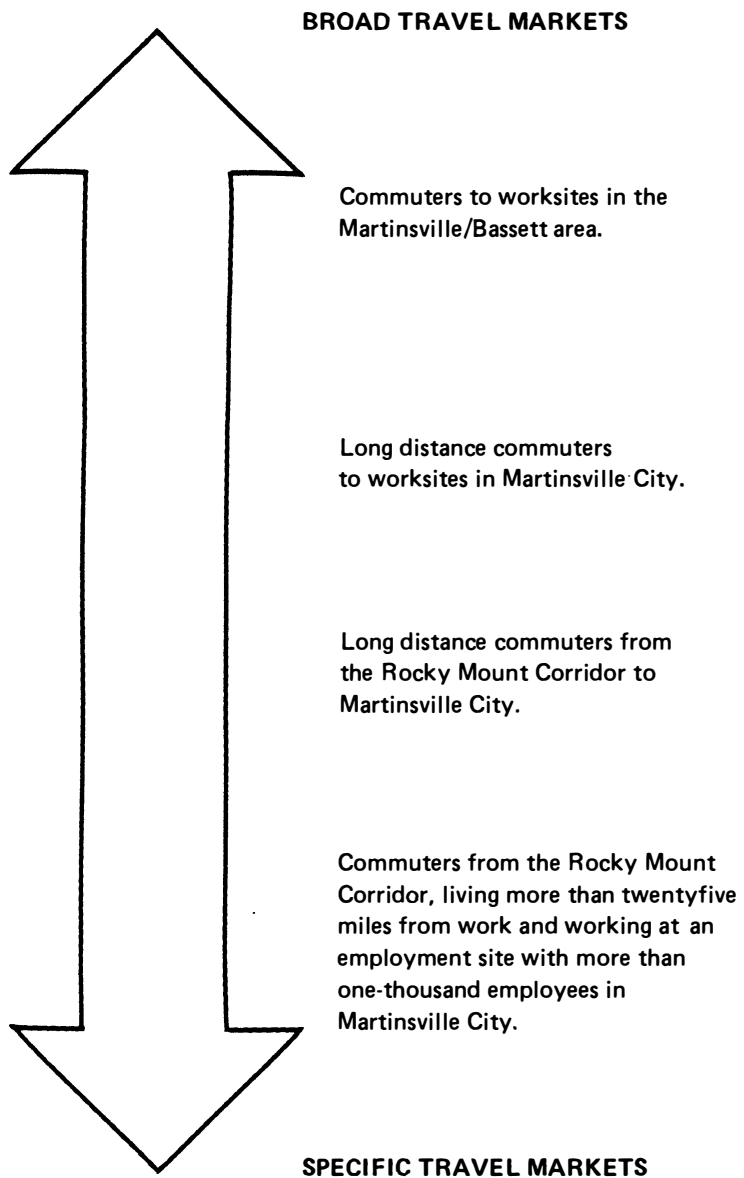 BROAD TRAVEL MARKETS
Commuters to worksites in the
Martinsville/Bassett area.
Long distance commuters
to worksites in Martinsville City.
Long distance commuters from
the Rocky Mount Corridor to
Martinsville City.
Commuters from the Rocky Mount
Corridor, living more than twentyfive
miles from work and working at an
employment site with more than
one-thousand employees in
Martinsville City.
SPECIFIC TRAVEL MARKETS